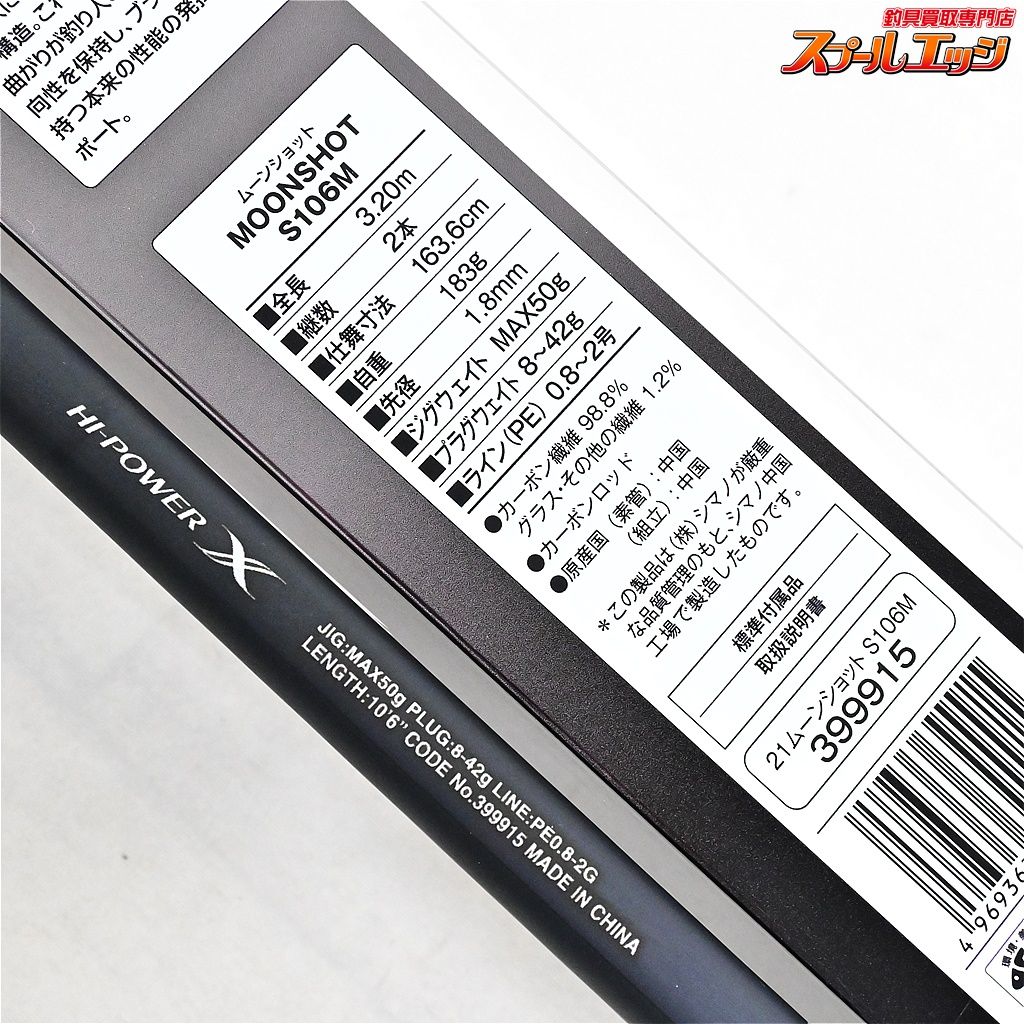 釣具買取専門店
スプールエッジ
構造。これ
曲がりが釣り人
向性を保持し、ブラ
持つ本来の性能の発
ポート。
ムーンショット
MOONSHOT
S106M
■全長 3.20m
■継数 2本
■仕舞寸法 163.6cm
■自重 183g
■先径 1.8mm
■ジグウェイト MAX50g
■プラグウェイト 8~42g
■ライン(PE) 0.8~2号
●カーボン繊維 98.8%
グラス・その他の繊維 1.2%
●カーボンロッド
●原産国 (素管):中国
(組立):中国
*この製品は(株)シマノが厳重
な品質管理のもと、シマノ中国
工場で製造したものです。
標準付属品
取扱説明書
21ムーンショット S106M
399915
4 96936
HI-POWER X
JIG:MAX50g PLUG:8-42g LINE:PE0.8-2G
LENGTH:10'6" CODE No.399915 MADE IN CHINA